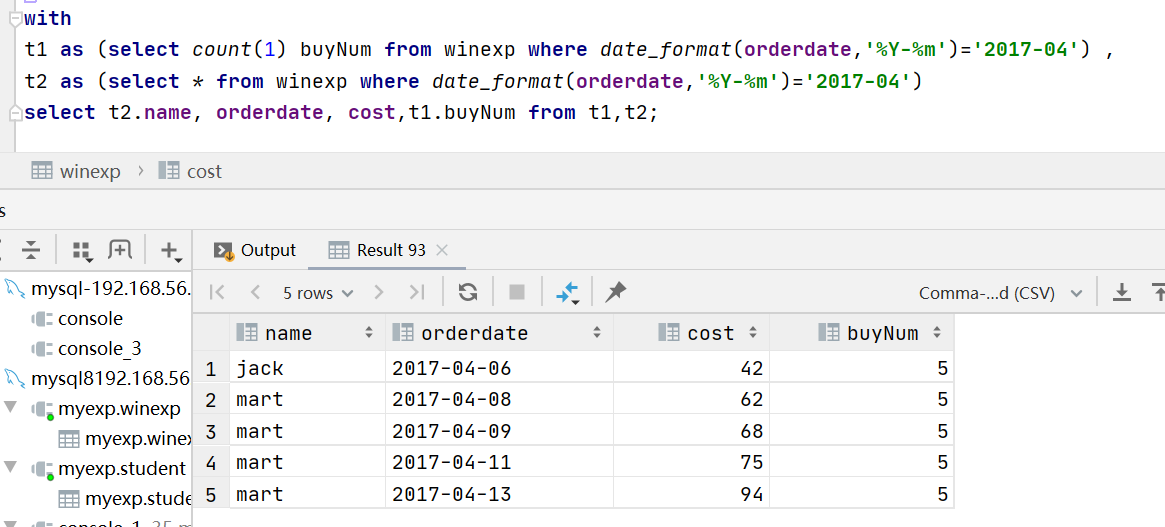 with
t1 as (select count(1) buyNum from winexp where date_format(orderdate,'%Y-%m')='2017-04') ,
t2 as (select * from winexp where date_format(orderdate,'%Y-%m')='2017-04')
select t2.name, orderdate, cost,t1.buyNum from t1,t2;
winexp > cost
s
Output Result 93
5 rows Comma-...d (CSV)
mysql-192.168.56.
console
console_3
mysql8192.168.56
myexp.winexp
myexp.winex
myexp.student
myexp.stude
console_1 35 m
name orderdate cost buyNum
1 jack 2017-04-06 42 5
2 mart 2017-04-08 62 5
3 mart 2017-04-09 68 5
4 mart 2017-04-11 75 5
5 mart 2017-04-13 94 5